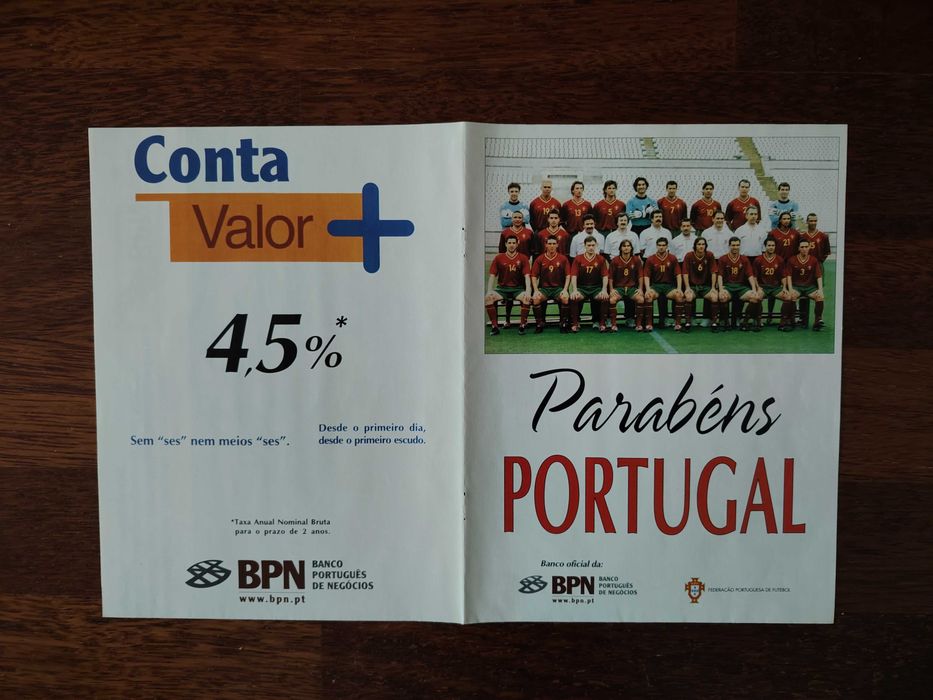 Conta
Valor +
4,5%*
Sem “ses” nem meios “ses”.
Desde o primeiro dia,
desde o primeiro escudo.
*Taxa Anual Nominal Bruta
para o prazo de 2 anos.
BPN BANCO
PORTUGUÊS
DE NEGÓCIOS
www.bpn.pt
Parabéns
PORTUGAL
Banco oficial da:
BPN BANCO
PORTUGUÊS
DE NEGÓCIOS
www.bpn.pt
FEDERAÇÃO PORTUGUESA DE FUTEBOL